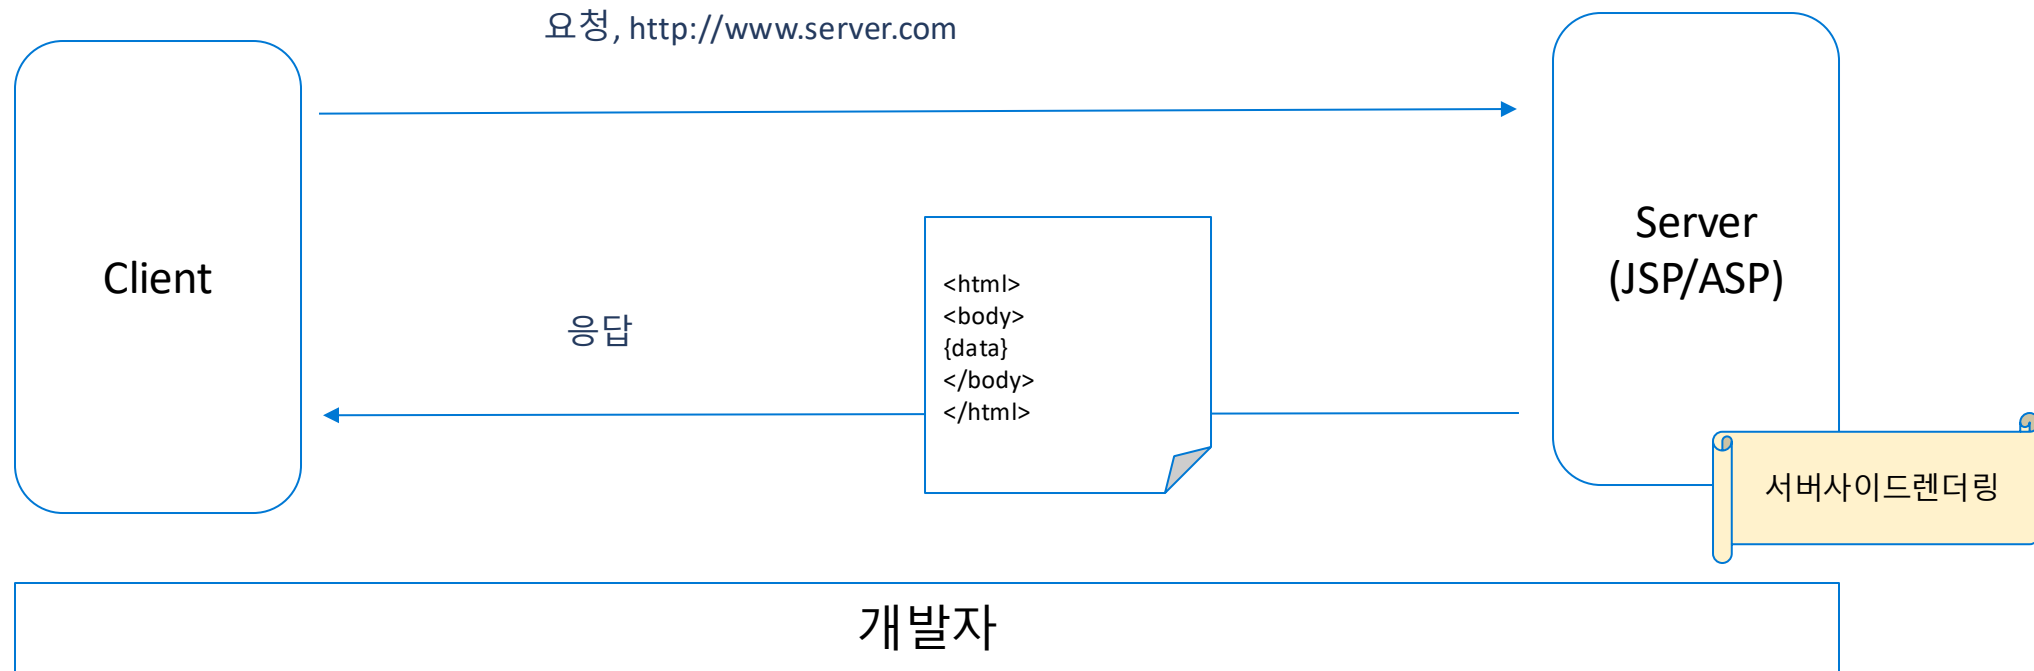 요청, http://www.server.com
Client
Server
(JSP/ASP)
<html>
<body>
{data}
</body>
</html>
응답
서버사이드렌더링
개발자